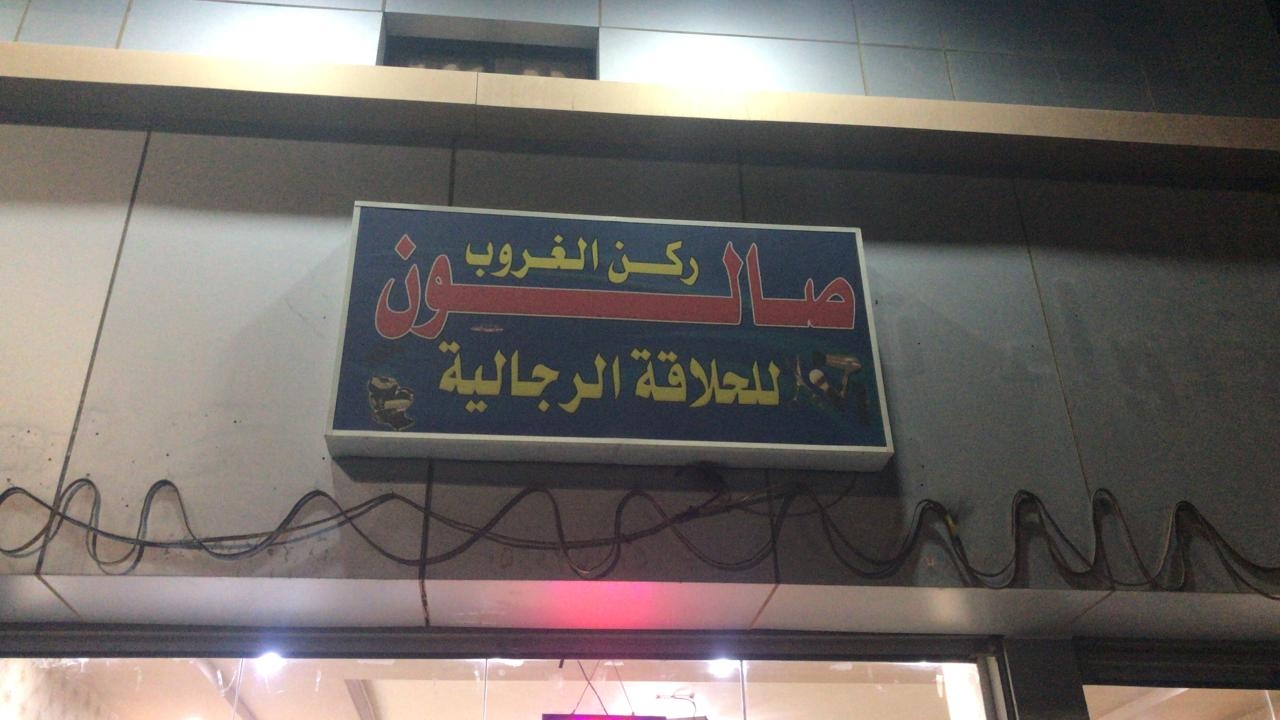 صالون
ركن الغروب
للحلاقة الرجالية